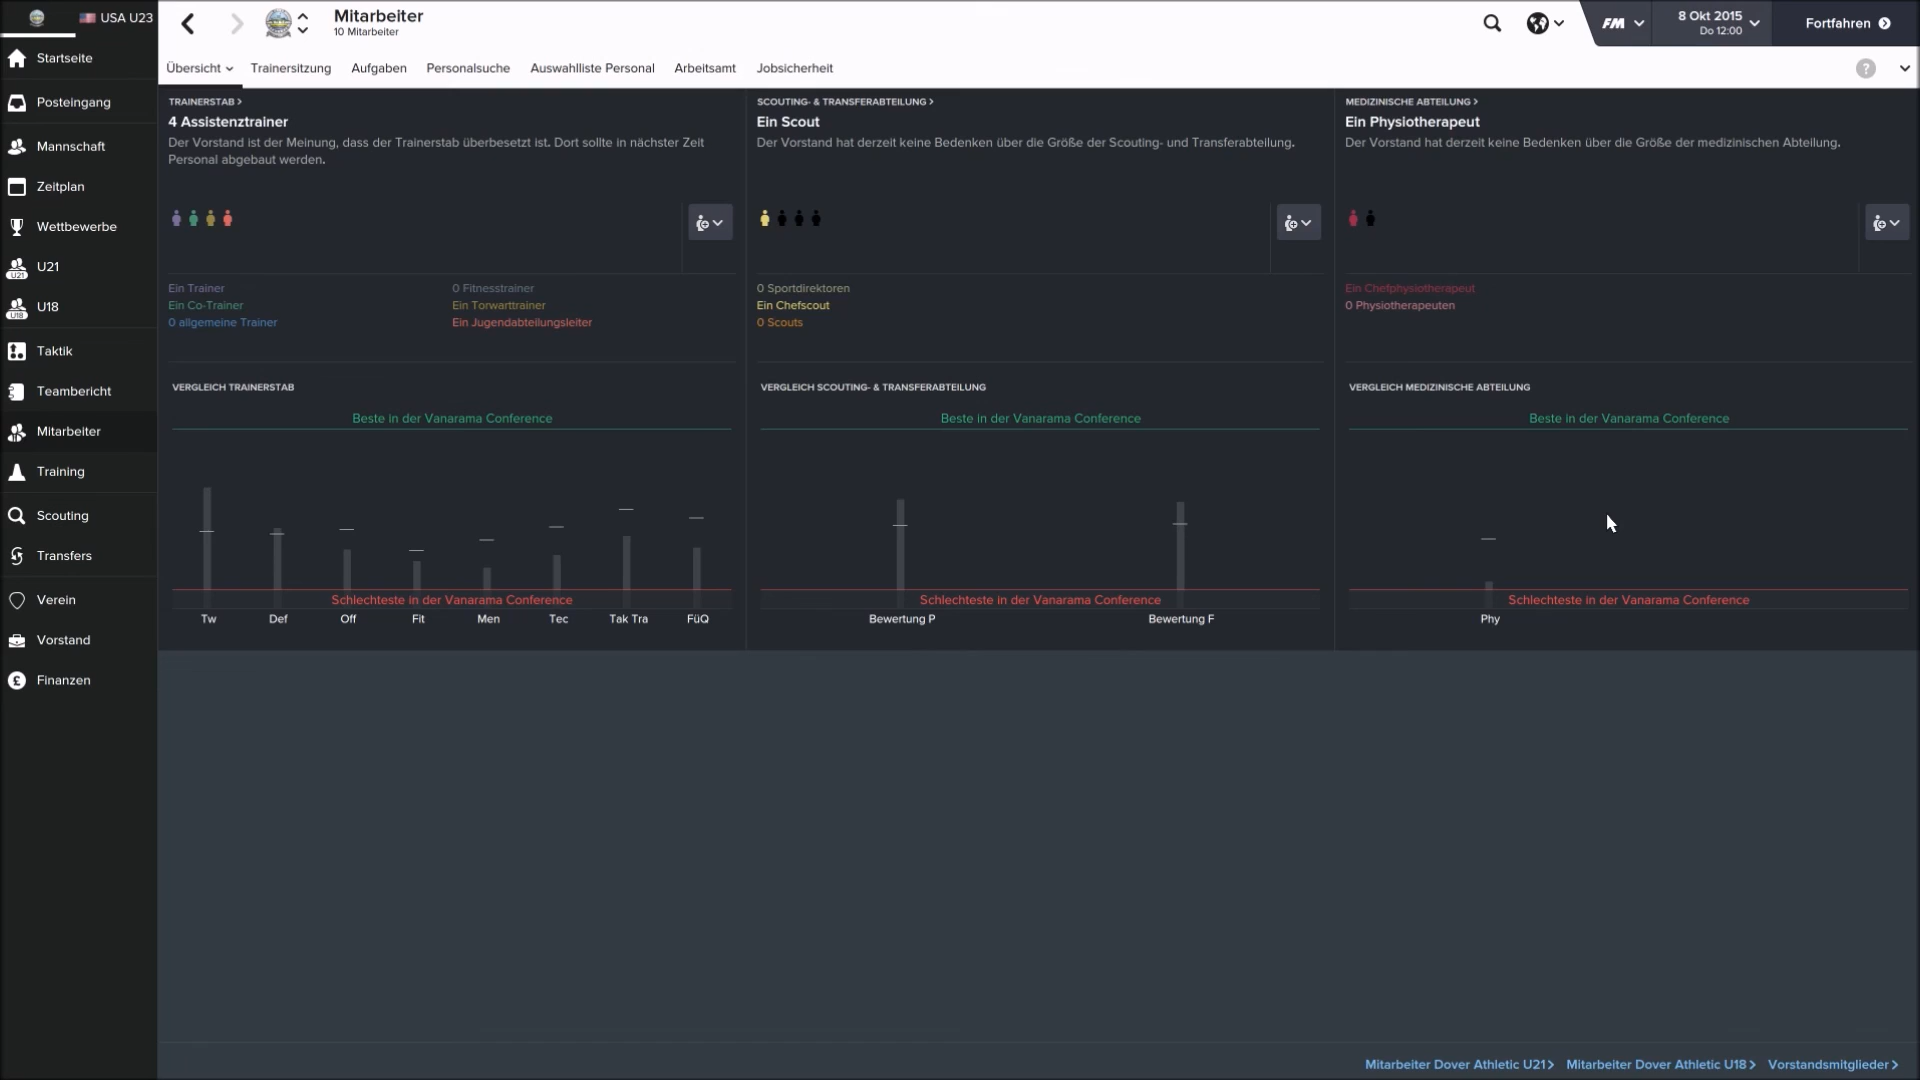 USA U23
Mitarbeiter
10 Mitarbeiter
FM
8 Okt 2015
Do 12:00
Fortfahren
Übersicht
Trainersitzung
Aufgaben
Personalsuche
Auswahlliste Personal
Arbeitsamt
Jobsicherheit
?
Startseite
Posteingang
Mannschaft
Zeitplan
Wettbewerbe
U21
U21
U18
U18
Taktik
Teambericht
Mitarbeiter
Training
Scouting
Transfers
Verein
Vorstand
£
Finanzen
TRAINERSTAB >
4 Assistenztrainer
Der Vorstand ist der Meinung, dass der Trainerstab überbesetzt ist. Dort sollte in nächster Zeit
Personal abgebaut werden.
Ein Trainer
Ein Co-Trainer
0 allgemeine Trainer
0 Fitnesstrainer
Ein Torwarttrainer
Ein Jugendabteilungsleiter
VERGLEICH TRAINERSTAB
Beste in der Vanarama Conference
Schlechteste in der Vanarama Conference
Tw Def Off Fit Men Tec Tak Tra FüQ
SCOUTING- & TRANSFERABTEILUNG >
Ein Scout
Der Vorstand hat derzeit keine Bedenken über die Größe der Scouting- und Transferabteilung.
0 Sportdirektoren
Ein Chefscout
0 Scouts
VERGLEICH SCOUTING- & TRANSFERABTEILUNG
Beste in der Vanarama Conference
Schlechteste in der Vanarama Conference
Bewertung P Bewertung F
MEDIZINISCHE ABTEILUNG >
Ein Physiotherapeut
Der Vorstand hat derzeit keine Bedenken über die Größe der medizinischen Abteilung.
Ein Chefphysiotherapeut
0 Physiotherapeuten
VERGLEICH MEDIZINISCHE ABTEILUNG
Beste in der Vanarama Conference
Schlechteste in der Vanarama Conference
Phy
Mitarbeiter Dover Athletic U21 >
Mitarbeiter Dover Athletic U18 >
Vorstandsmitglieder >